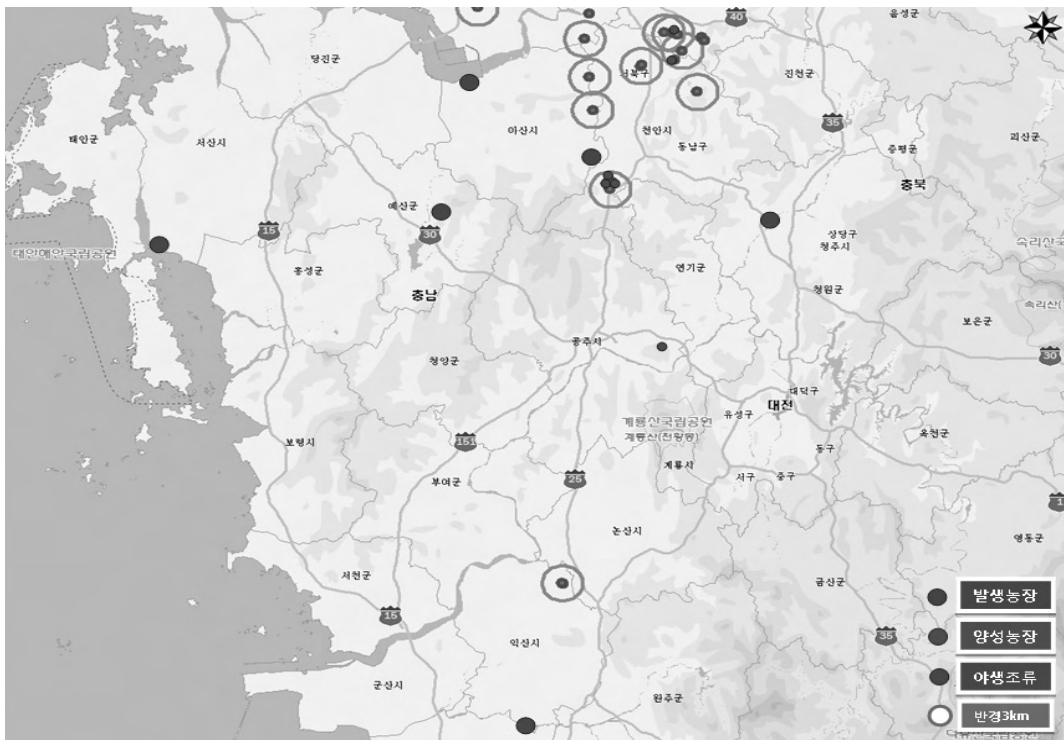 40
음성군
당진군
서북구
진천군
35
괴산군
태안군
서산시
아산시
천안시
동남구
증평군
충북
예산군
15
30
상당구
청주시
태안해안국립공원
홍성군
연기군
청원군
충남
보은군
30
청양군
공주시
대덕구
대전
유성구
계룡산국립공원
계룡산(천황봉)
옥천군
보령시
151
동구
계룡시
서구
중구
부여군
25
논산시
영동군
서천군
금산군
15
35
익산시
군산시
완주군
발생농장
양성농장
야생조류
반경3km